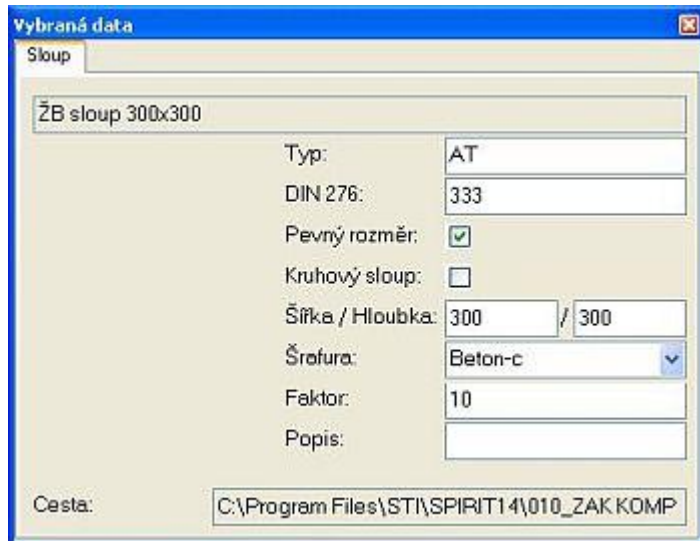 Vybraná data
Sloup
ŽB sloup 300x300
Typ: AT
DIN 276: 333
Pevný rozměr:
Kruhový sloup:
Šířka / Hloubka: 300 / 300
Šrafura: Beton-c
Faktor: 10
Popis:
Cesta: C:\Program Files\STI\SPIRIT14\010_ZAK KOMP